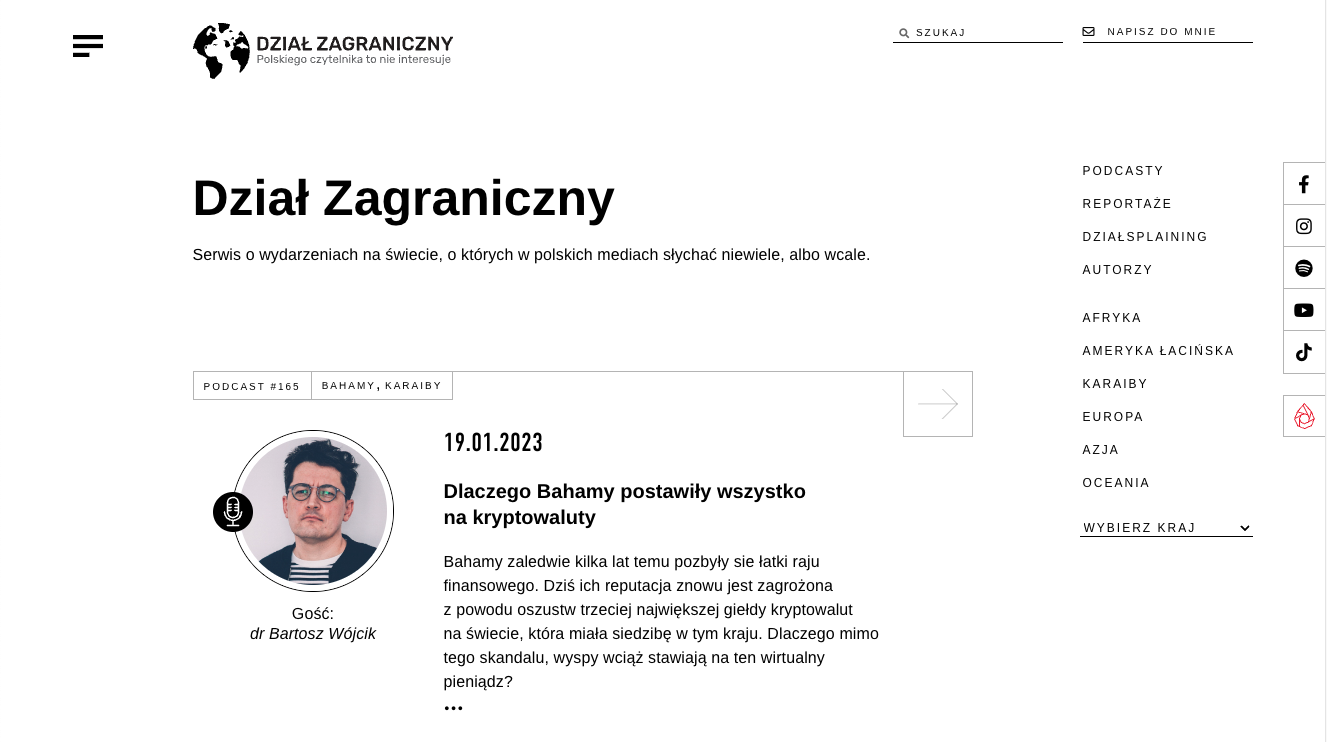 DZIAŁ ZAGRANICZNY
Polskiego czytelnika to nie interesuje
SZUKAJ
NAPISZ DO MNIE
Dział Zagraniczny
Serwis o wydarzeniach na świecie, o których w polskich mediach słychać niewiele, albo wcale.
PODCAST #165
BAHAMY, KARAIBY
19.01.2023
Dlaczego Bahamy postawiły wszystko
na kryptowaluty
Bahamy zaledwie kilka lat temu pozbyły sie łatki raju
finansowego. Dziś ich reputacja znowu jest zagrożona
z powodu oszustw trzeciej największej giełdy kryptowalut
na świecie, która miała siedzibę w tym kraju. Dlaczego mimo
tego skandalu, wyspy wciąż stawiają na ten wirtualny
pieniądz?
...
Gość:
dr Bartosz Wójcik
PODCASTY
REPORTAŻE
DZIAŁSPLAINING
AUTORZY
AFRYKA
AMERYKA ŁACIŃSKA
KARAIBY
EUROPA
AZJA
OCEANIA
WYBIERZ KRAJ